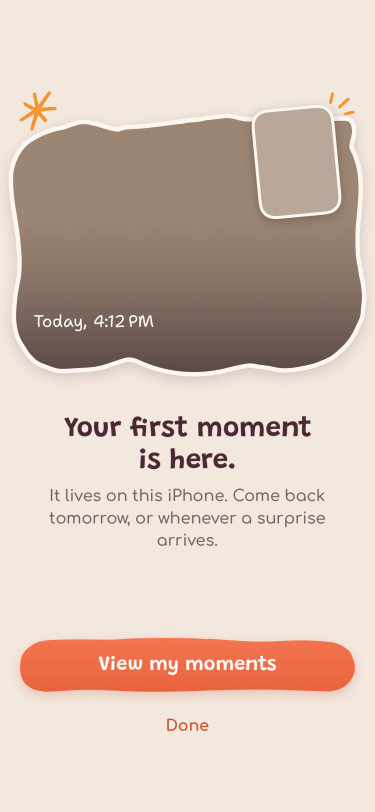 Today, 4:12 PM
Your first moment
is here.
It lives on this iPhone. Come back
tomorrow, or whenever a surprise
arrives.
View my moments
Done